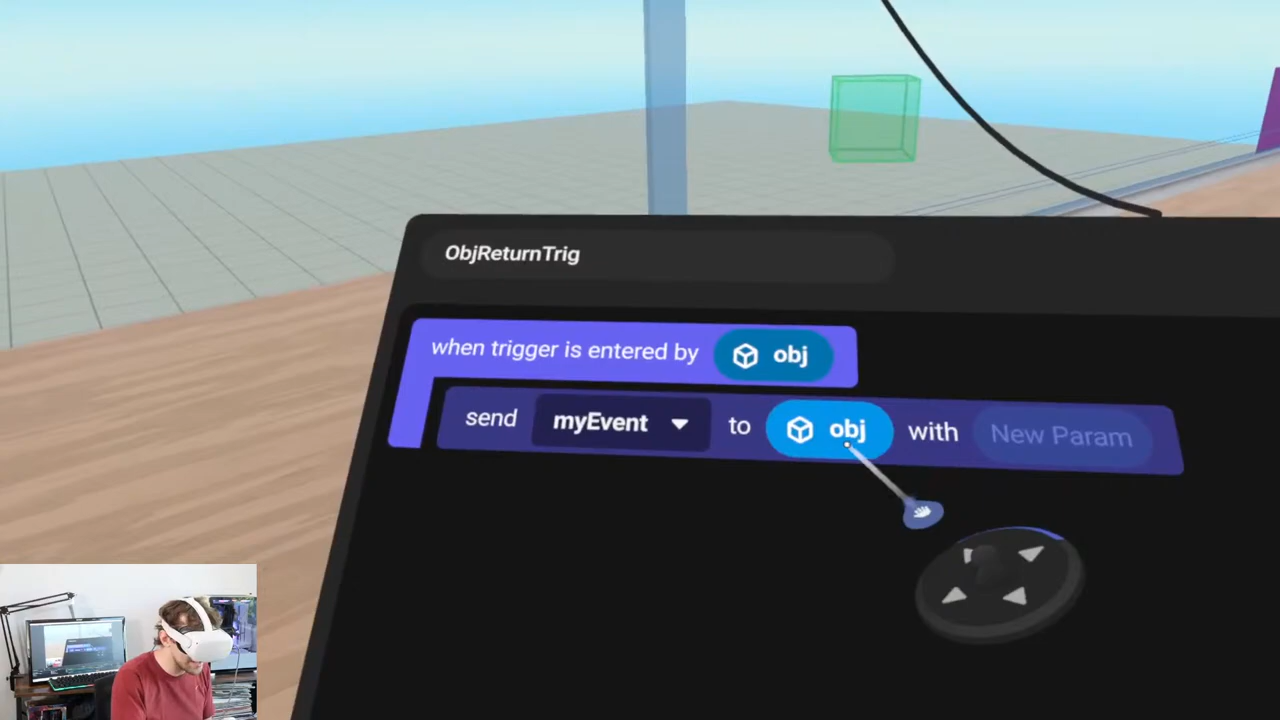 ObjReturnTrig
when trigger is entered by obj
send myEvent to obj with New Param